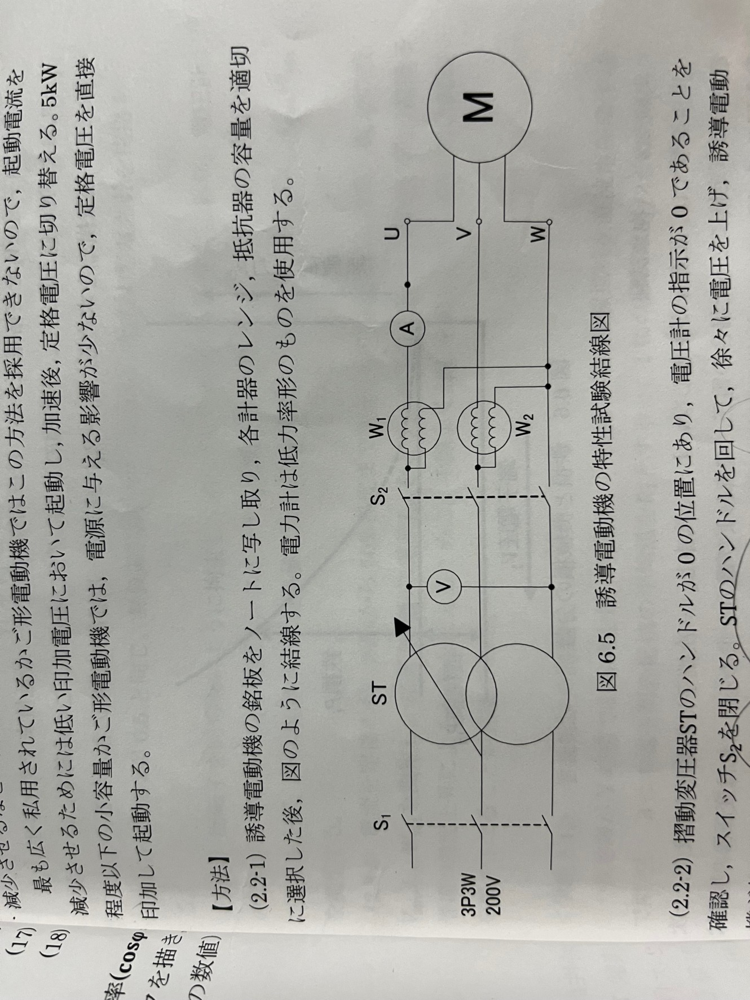 減少させる
最も広く私用されているかご形電動機ではこの方法を採用できないので，起動電流を
減少させるためには低い印加電圧において起動し，加速後，定格電圧に切り替える。5kW
程度以下の小容量かご形電動機では，電源に与える影響が少ないので，定格電圧を直接
印加して起動する。
(17)
(18)
率(cosφ
を描き
の数値)
【方法】
(2.2-1) 誘導電動機の銘板をノートに写し取り，各計器のレンジ，抵抗器の容量を適切
に選択した後，図のように結線する。電力計は低力率形のものを使用する。
S1
ST
S2
W1
A
U
V
V
M
3P3W
200V
W2
W
図 6.5 誘導電動機の特性試験結線図
(2.2-2) 摺動変圧器STのハンドルが 0 の位置にあり，電圧計の指示が 0 であることを
確認し，スイッチS2を閉じる。STのハンドルを回して，徐々に電圧を上げ，誘導電動